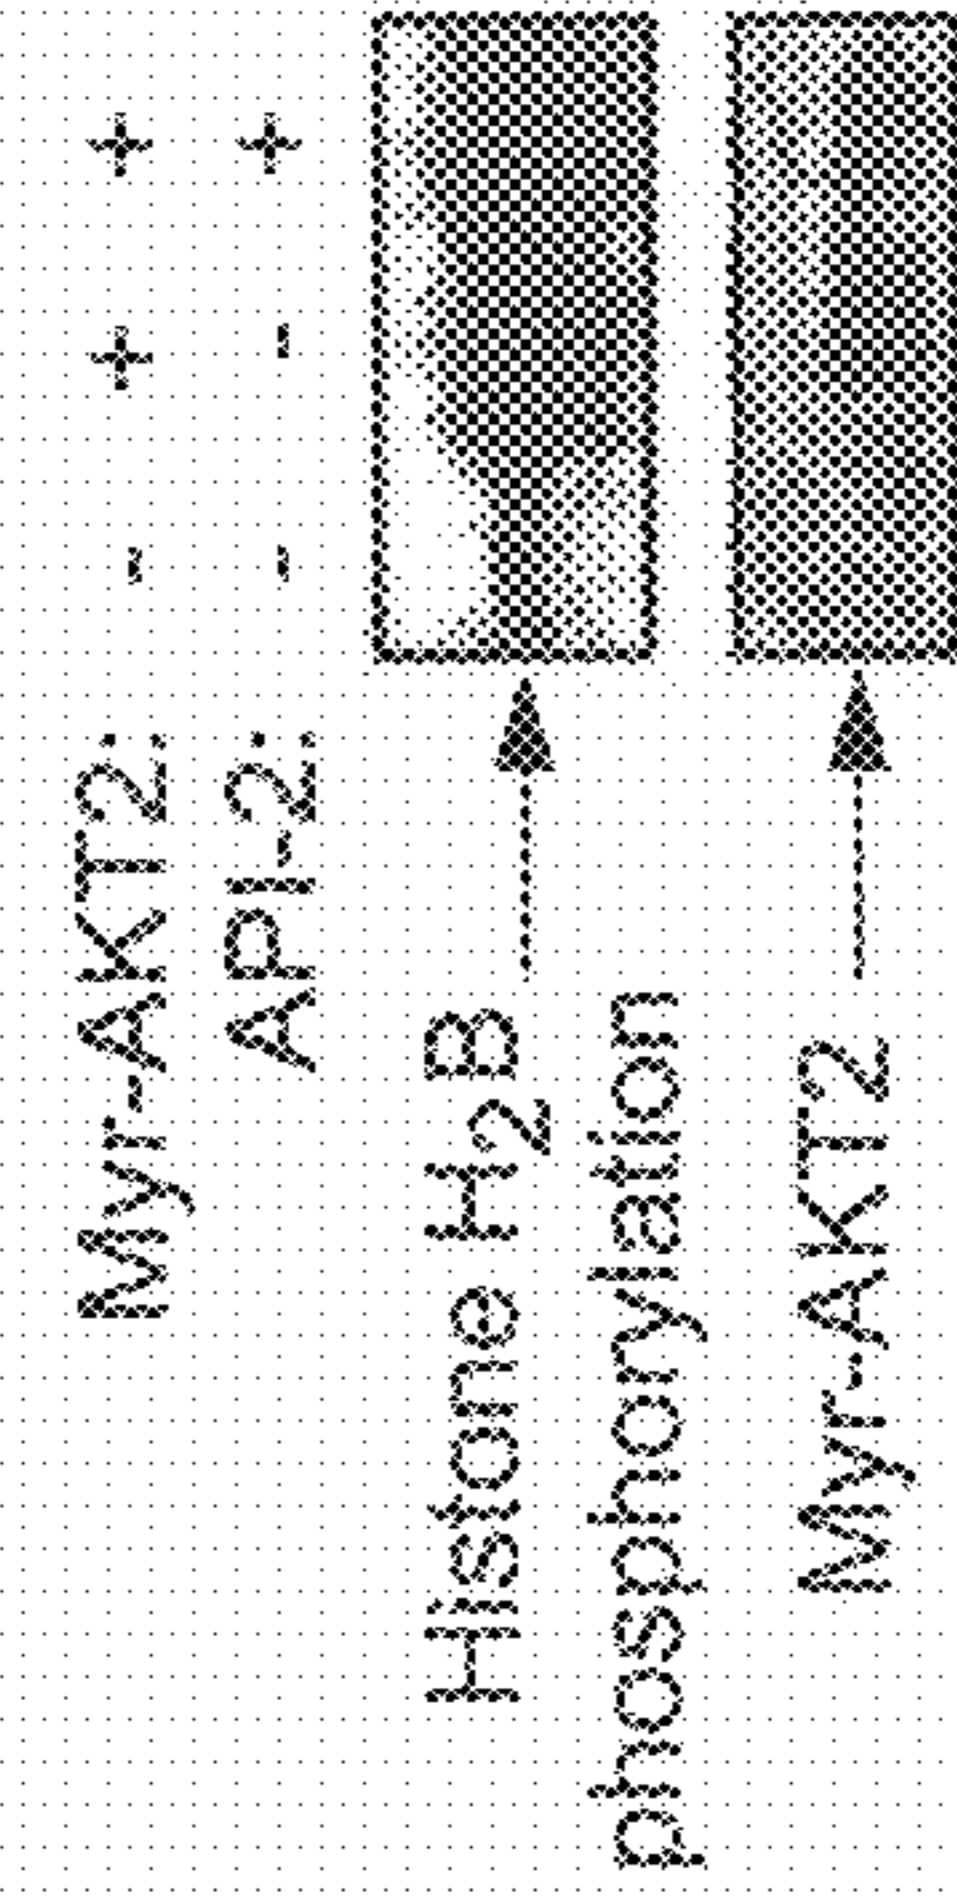 Myr-AKT2: - + +
API-2: - - +
Histone H2B
phosphorylation
Myr-AKT2